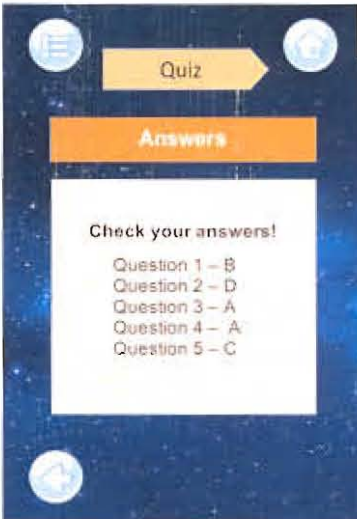 Quiz
Answers
Check your answers!
Question 1 – B
Question 2 – D
Question 3 – A
Question 4 – A
Question 5 – C